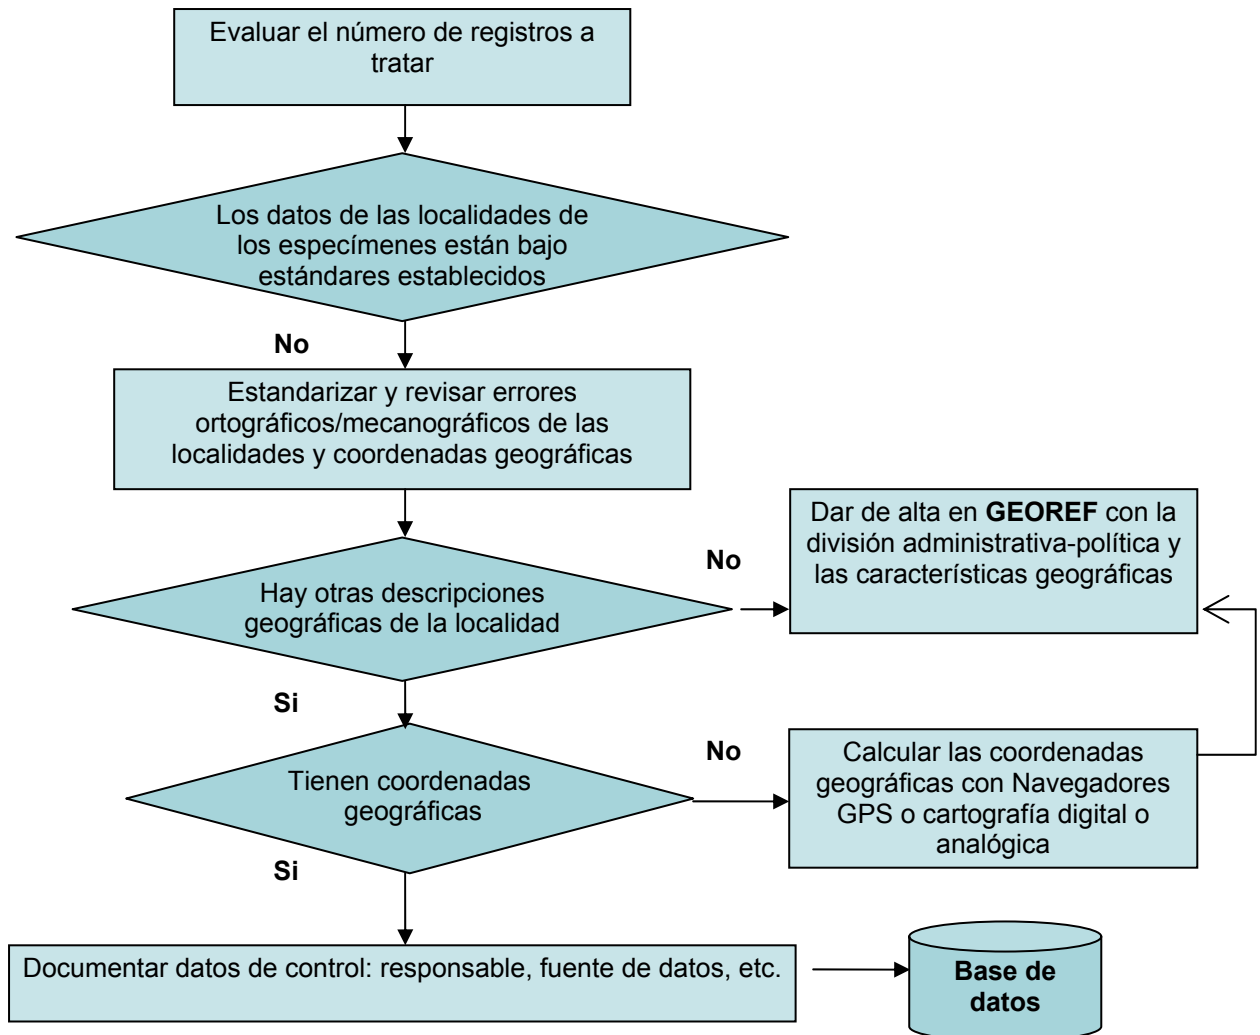 Evaluar el número de registros a
tratar
Los datos de las localidades de
los especímenes están bajo
estándares establecidos
No
Estandarizar y revisar errores
ortográficos/mecanográficos de las
localidades y coordenadas geográficas
Hay otras descripciones
geográficas de la localidad
No
Dar de alta en GEOREF con la
división administrativa-política y
las características geográficas
Si
Tienen coordenadas
geográficas
No
Calcular las coordenadas
geográficas con Navegadores
GPS o cartografía digital o
analógica
Si
Documentar datos de control: responsable, fuente de datos, etc.
Base de
datos